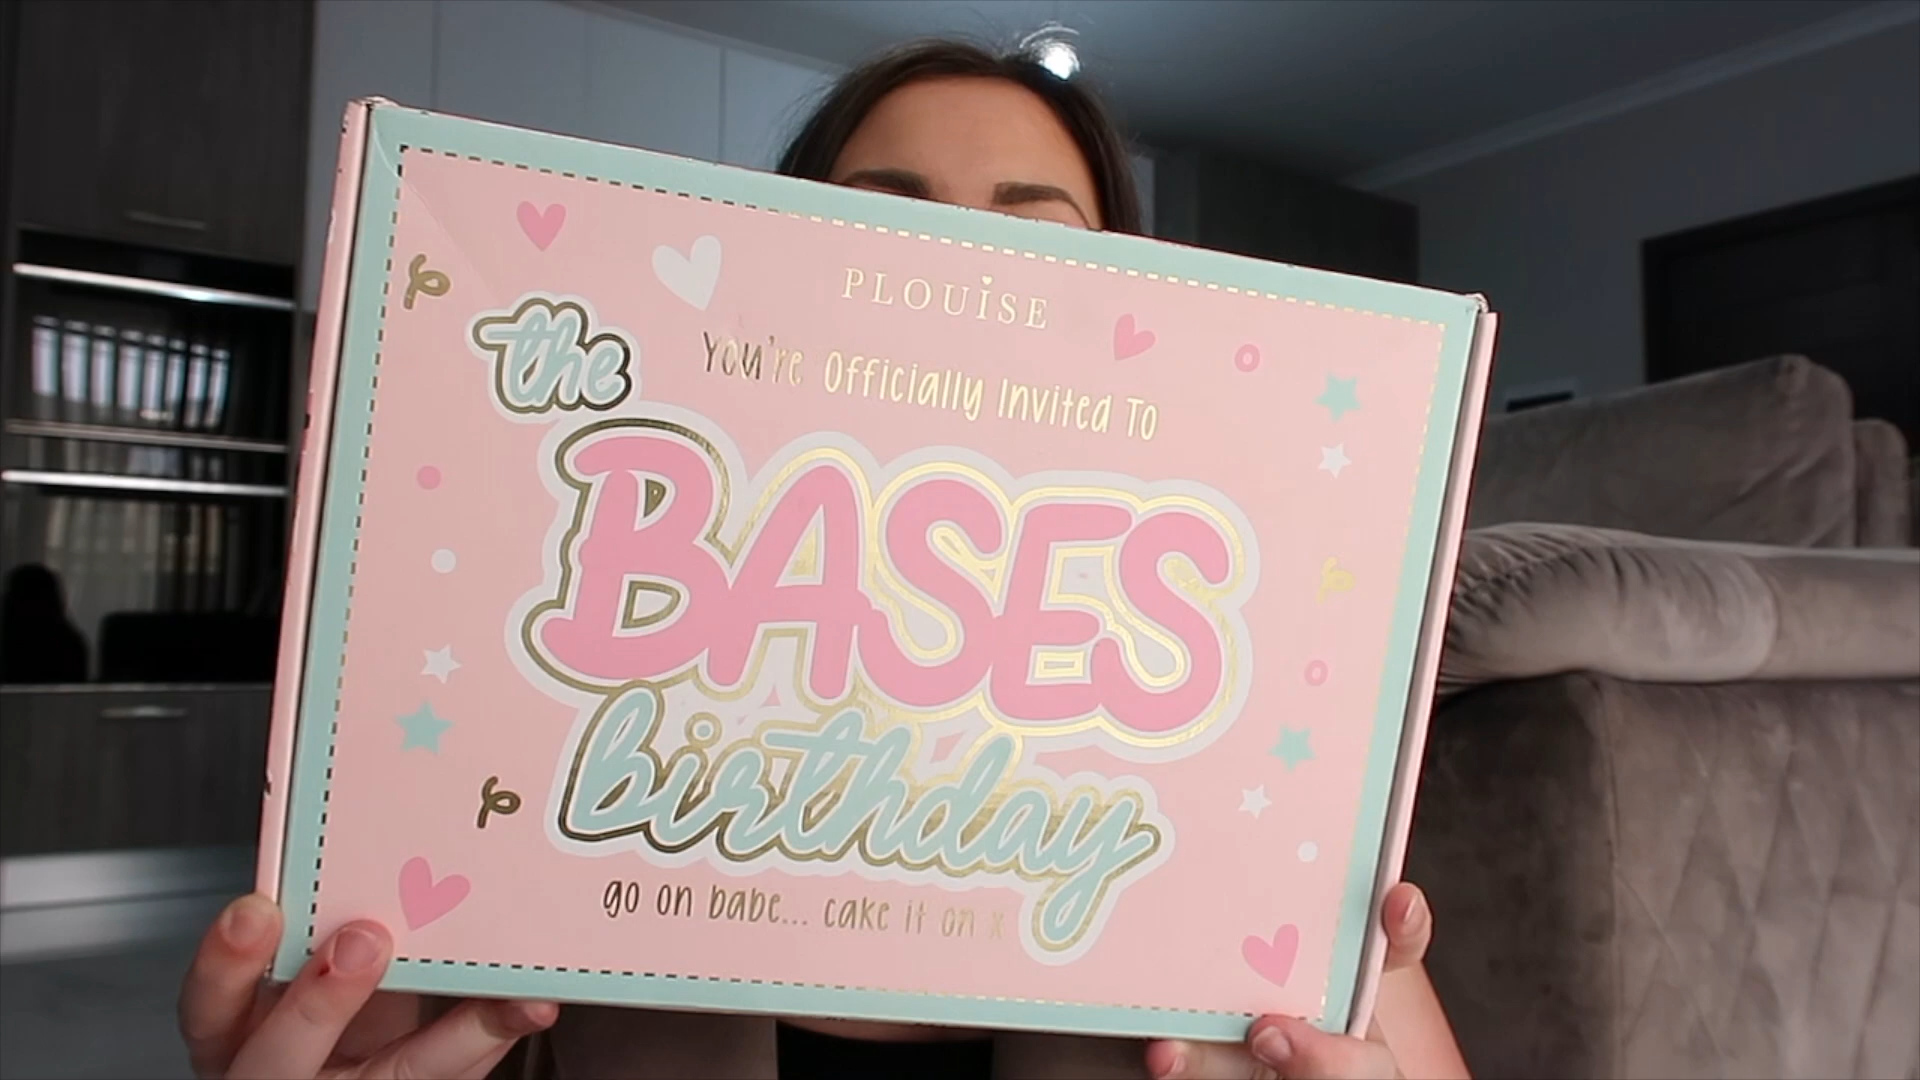 PLOUISE
You're Officially Invited To
the
BASES
birthday
go on babe... cake it on x